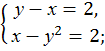 y − x = 2,
x − y² = 2;